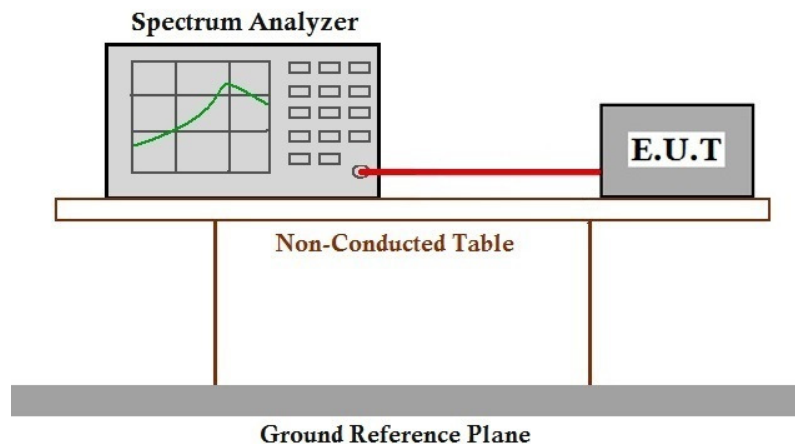 Spectrum Analyzer
E.U.T
Non-Conducted Table
Ground Reference Plane